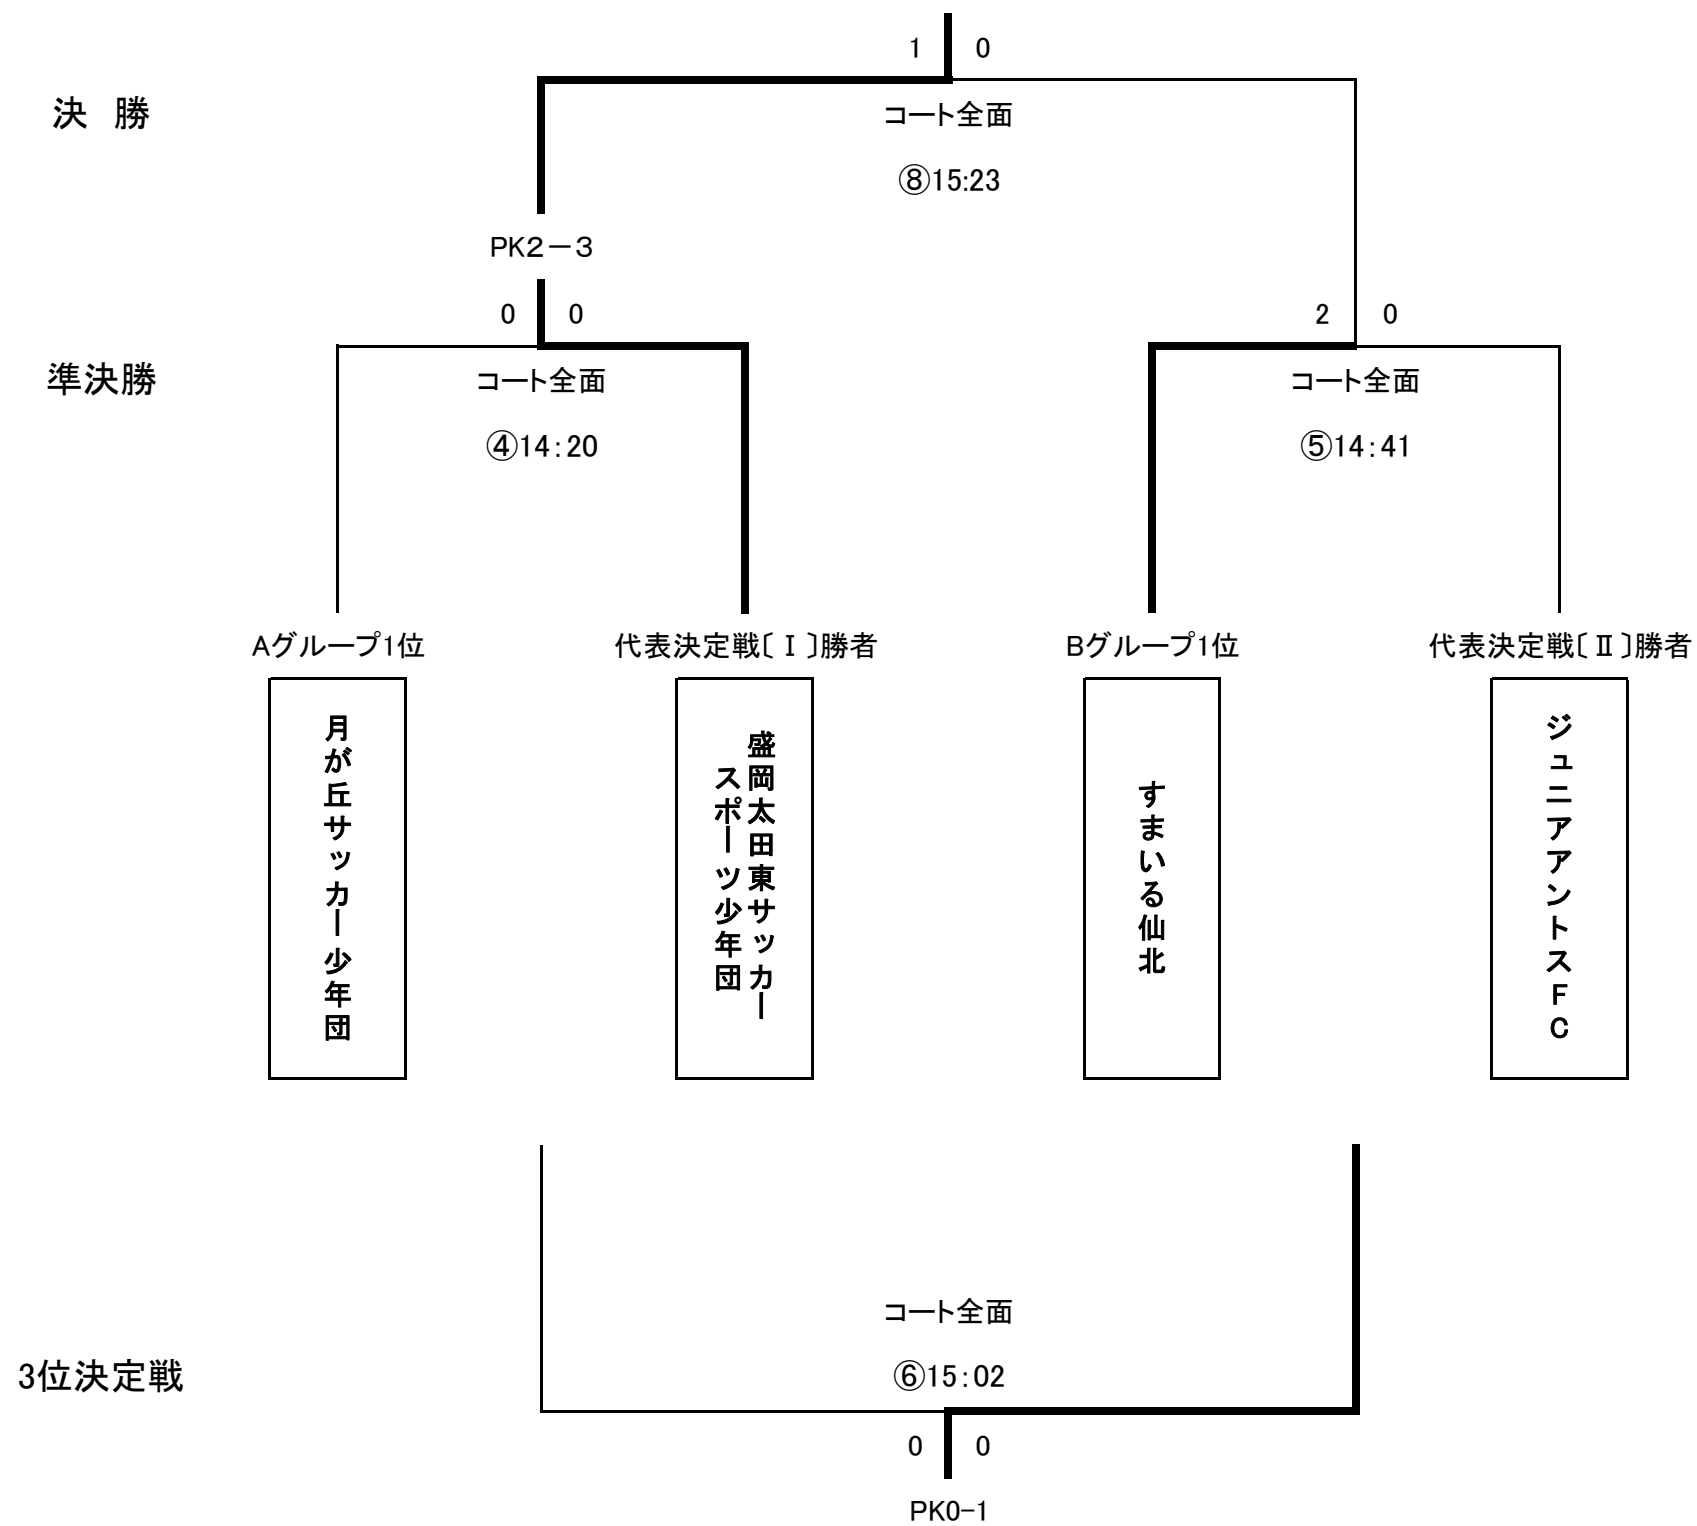 1 0
決　勝
コート全面
⑧15:23
PK2－3
0 0
2 0
準決勝
コート全面
コート全面
④14：20
⑤14：41
Aグループ1位
代表決定戦〔Ⅰ〕勝者
Bグループ1位
代表決定戦〔Ⅱ〕勝者
月が丘サッカー少年団
盛岡太田東サッカー
スポーツ少年団
すまいる仙北
ジュニアアントスFC
コート全面
3位決定戦
⑥15：02
0 0
PK0-1